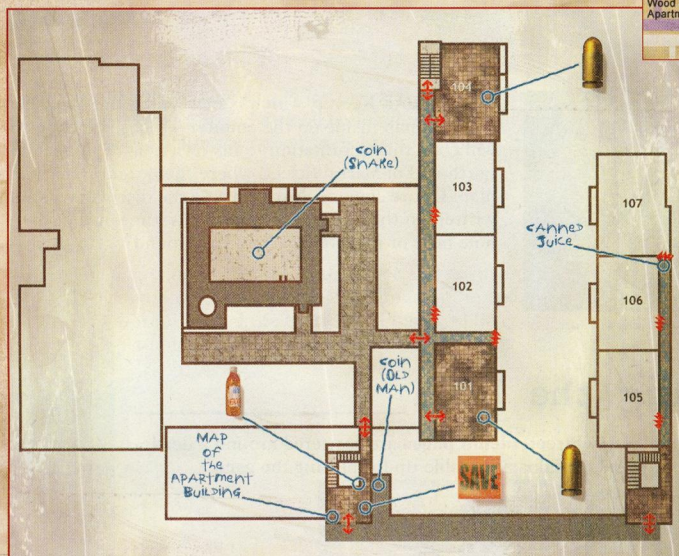 Wood
Apartm
104
coin
(SnAKe)
103
107
cAnned
Juice
102
106
coin
(OLD
MAn)
101
105
MAP
OF
the
APArtment
BuiLDinG
SAVE